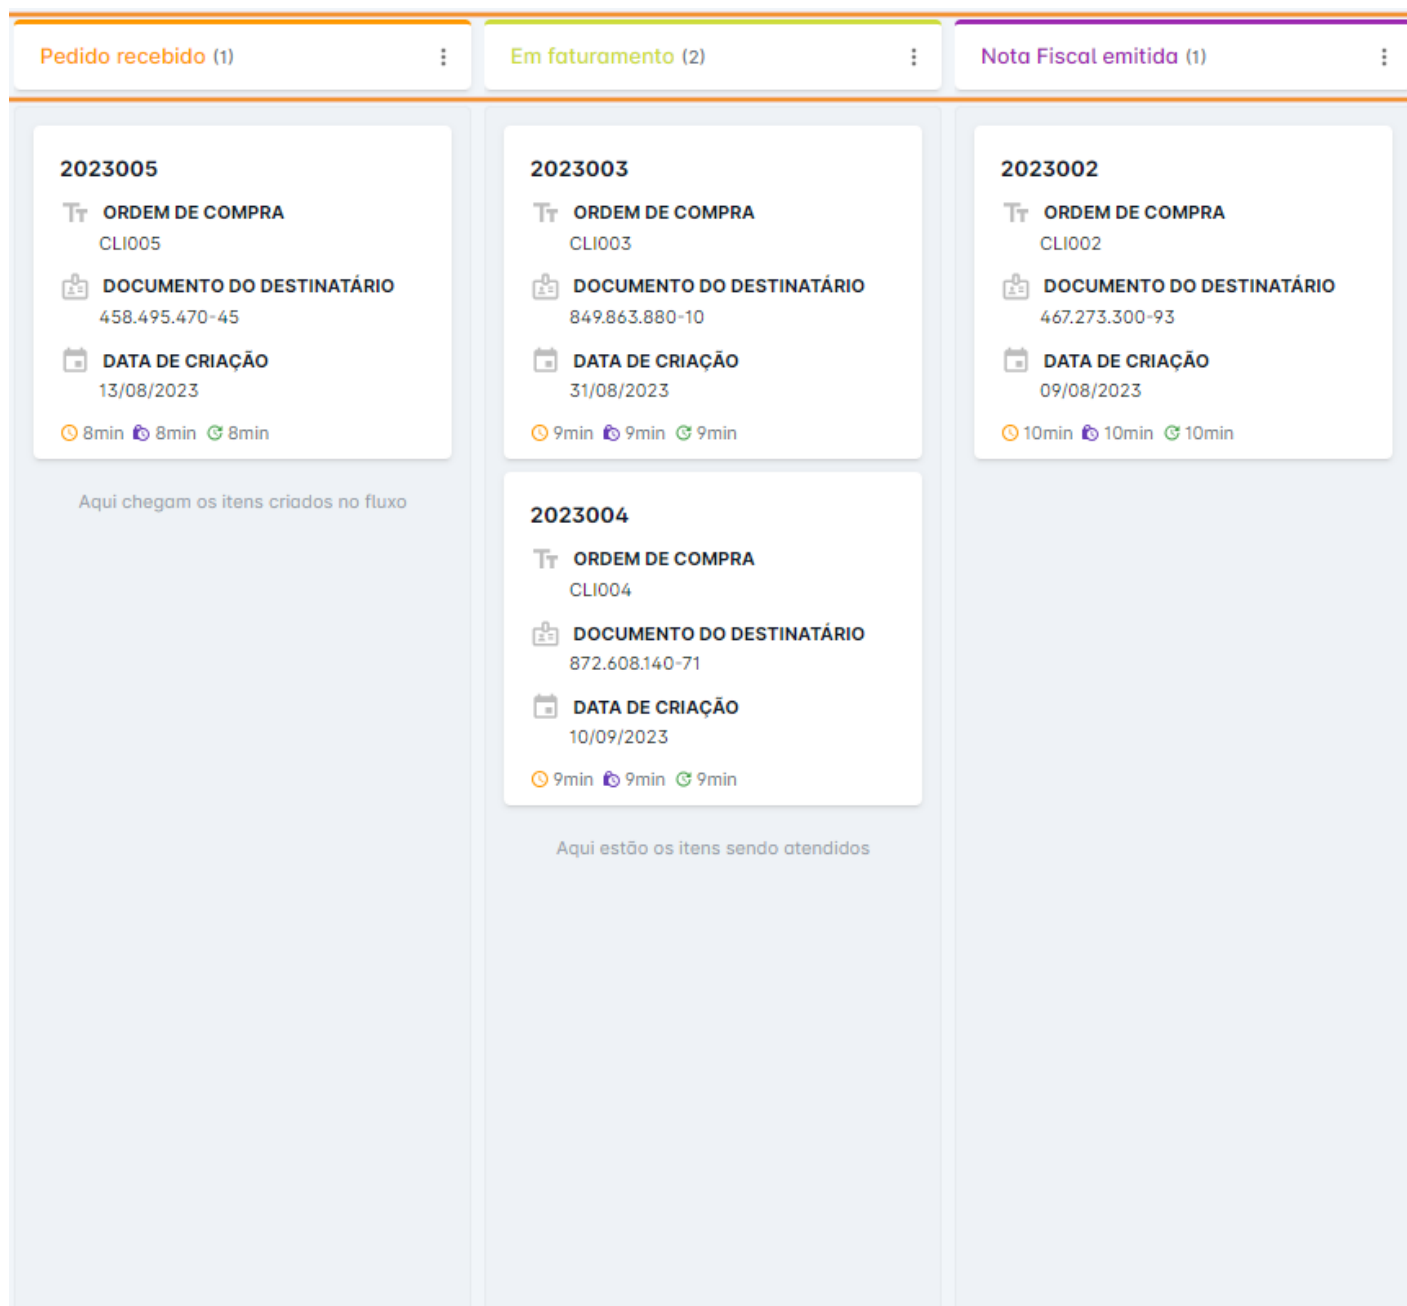 Pedido recebido (1)
2023005
ORDEM DE COMPRA
CLI005
DOCUMENTO DO DESTINATÁRIO
458.495.470-45
DATA DE CRIAÇÃO
13/08/2023
8min 8min 8min
Aqui chegam os itens criados no fluxo
Em faturamento (2)
2023003
ORDEM DE COMPRA
CLI003
DOCUMENTO DO DESTINATÁRIO
849.863.880-10
DATA DE CRIAÇÃO
31/08/2023
9min 9min 9min
2023004
ORDEM DE COMPRA
CLI004
DOCUMENTO DO DESTINATÁRIO
872.608.140-71
DATA DE CRIAÇÃO
10/09/2023
9min 9min 9min
Aqui estão os itens sendo atendidos
Nota Fiscal emitida (1)
2023002
ORDEM DE COMPRA
CLI002
DOCUMENTO DO DESTINATÁRIO
467.273.300-93
DATA DE CRIAÇÃO
09/08/2023
10min 10min 10min